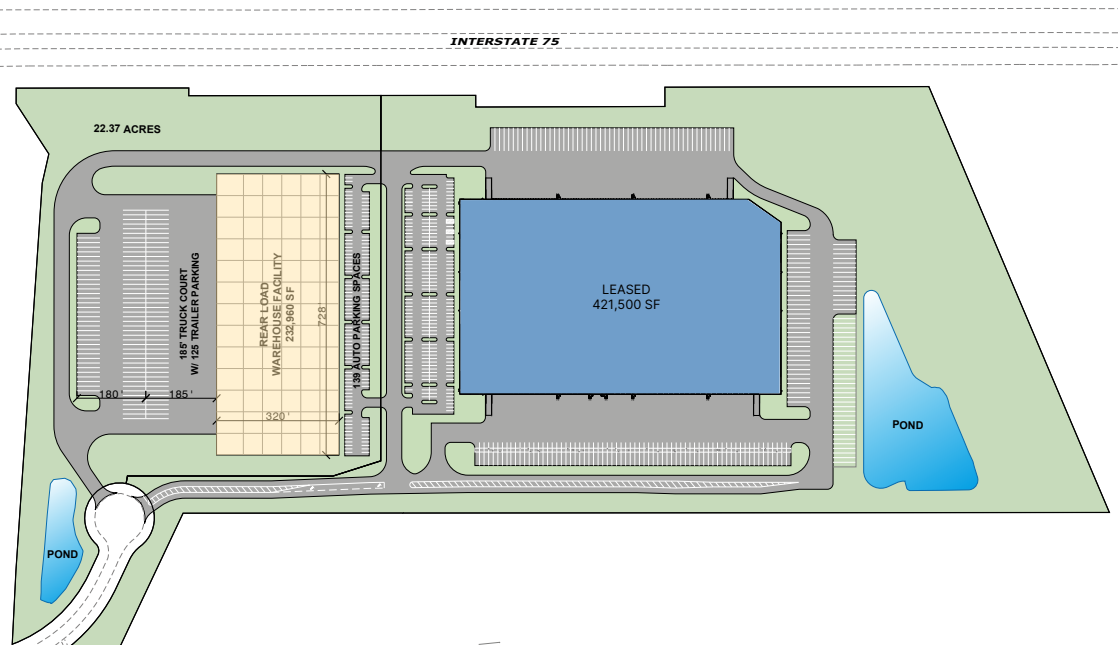 INTERSTATE 75
22.37 ACRES
185' TRUCK COURT
W/ 125 TRAILER PARKING
REAR LOAD
WAREHOUSE FACILITY
232,960 SF
728'
139 AUTO PARKING SPACES
LEASED
421,500 SF
180'
185'
320'
POND
POND